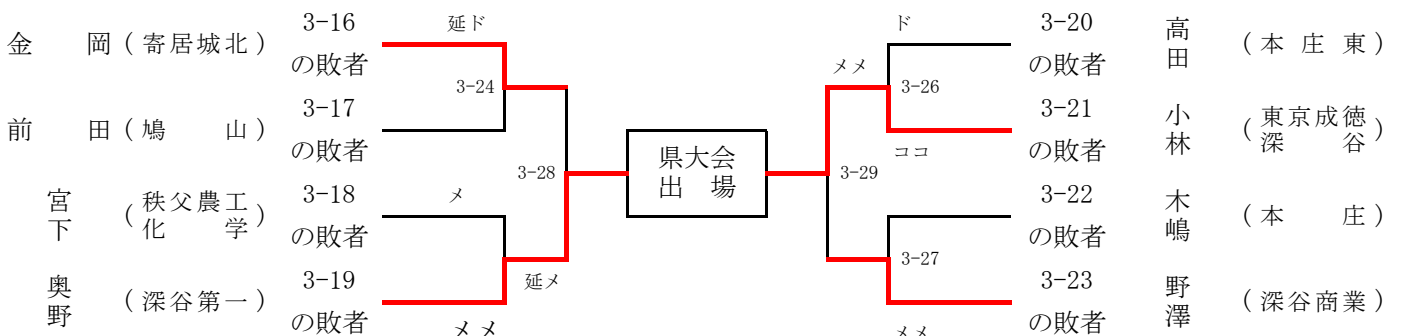 金 岡 (寄居城北) 3-16 の敗者 延ド
3-24
前 田 (鳩 山) 3-17 の敗者
3-28
宮下 (秩父農工化学) 3-18 の敗者 メ
延メ
奥野 (深谷第一) 3-19 の敗者 メメ
県大会
出 場
ド 3-20 の敗者 高田 (本庄東)
メメ
3-26
ココ 3-21 の敗者 小林 (東京成徳深谷)
3-29
3-22 の敗者 木嶋 (本 庄)
3-27
メメ 3-23 の敗者 野澤 (深谷商業)